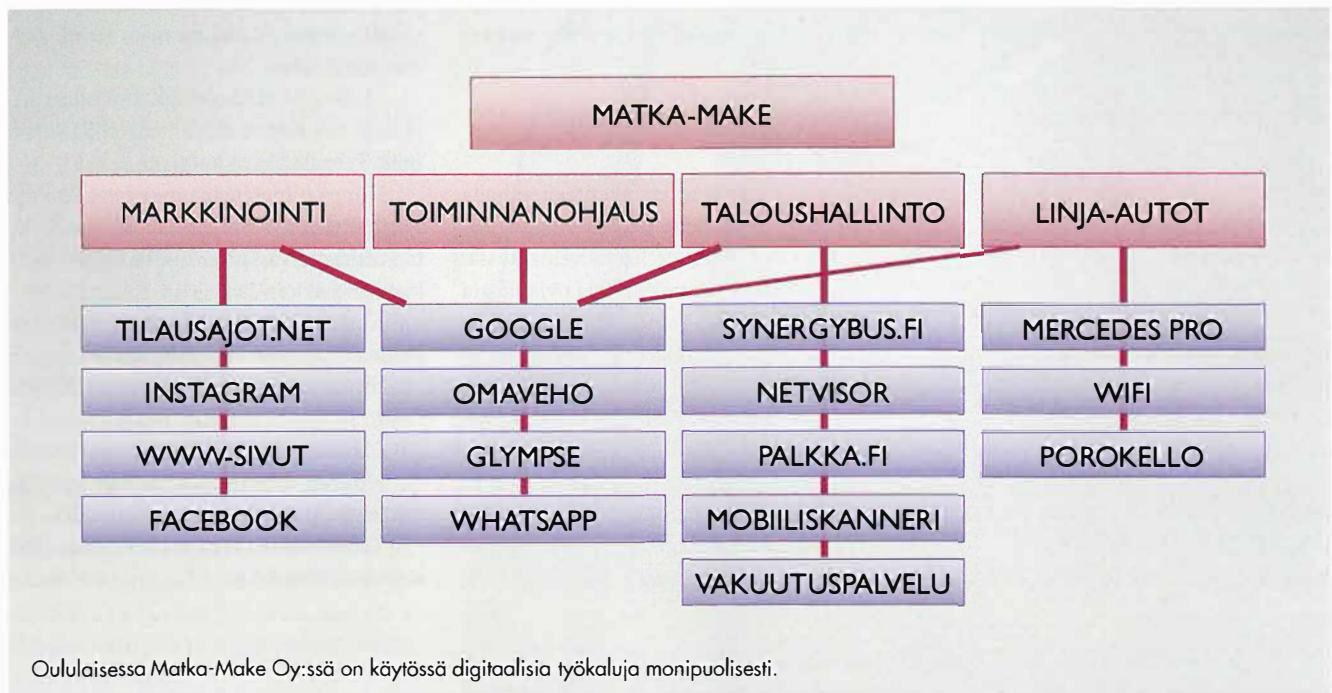 MATKA-MAKE
MARKKINOINTI TOIMINNANOHJAUS TALOUSHALLINTO LINJA-AUTOT
TILAUSAJOT.NET GOOGLE SYNERGYBUS.FI MERCEDES PRO
INSTAGRAM OMAVEHO NETVISOR WIFI
WWW-SIVUT GLYMPSE PALKKA.FI POROKELLO
FACEBOOK WHATSAPP MOBIILISKANNERI
VAKUUTUSPALVELU
Oululaisessa Matka-Make Oy:ssä on käytössä digitaalisia työkaluja monipuolisesti.